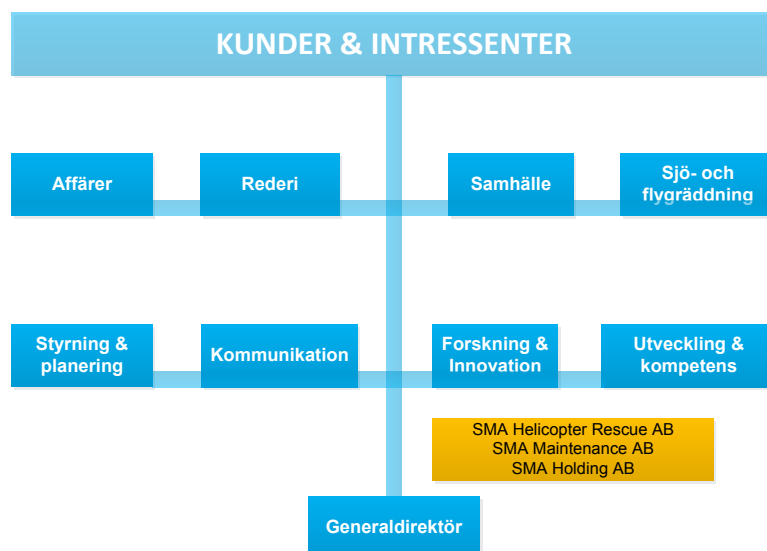 KUNDER & INTRESSENTER
Affärer
Rederi
Samhälle
Sjö- och
flygräddning
Styrning &
planering
Kommunikation
Forskning &
Innovation
Utveckling &
kompetens
SMA Helicopter Rescue AB
SMA Maintenance AB
SMA Holding AB
Generaldirektör